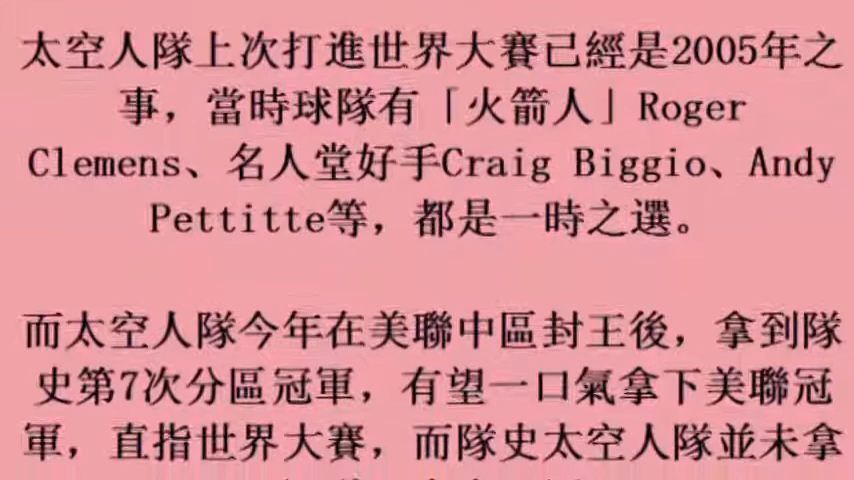 太空人隊上次打進世界大賽已經是2005年之
事，當時球隊有「火箭人」Roger
Clemens、名人堂好手Craig Biggio、Andy
Pettitte等，都是一時之選。
而太空人隊今年在美聯中區封王後，拿到隊
史第7次分區冠軍，有望一口氣拿下美聯冠
軍，直指世界大賽，而隊史太空人隊並未拿